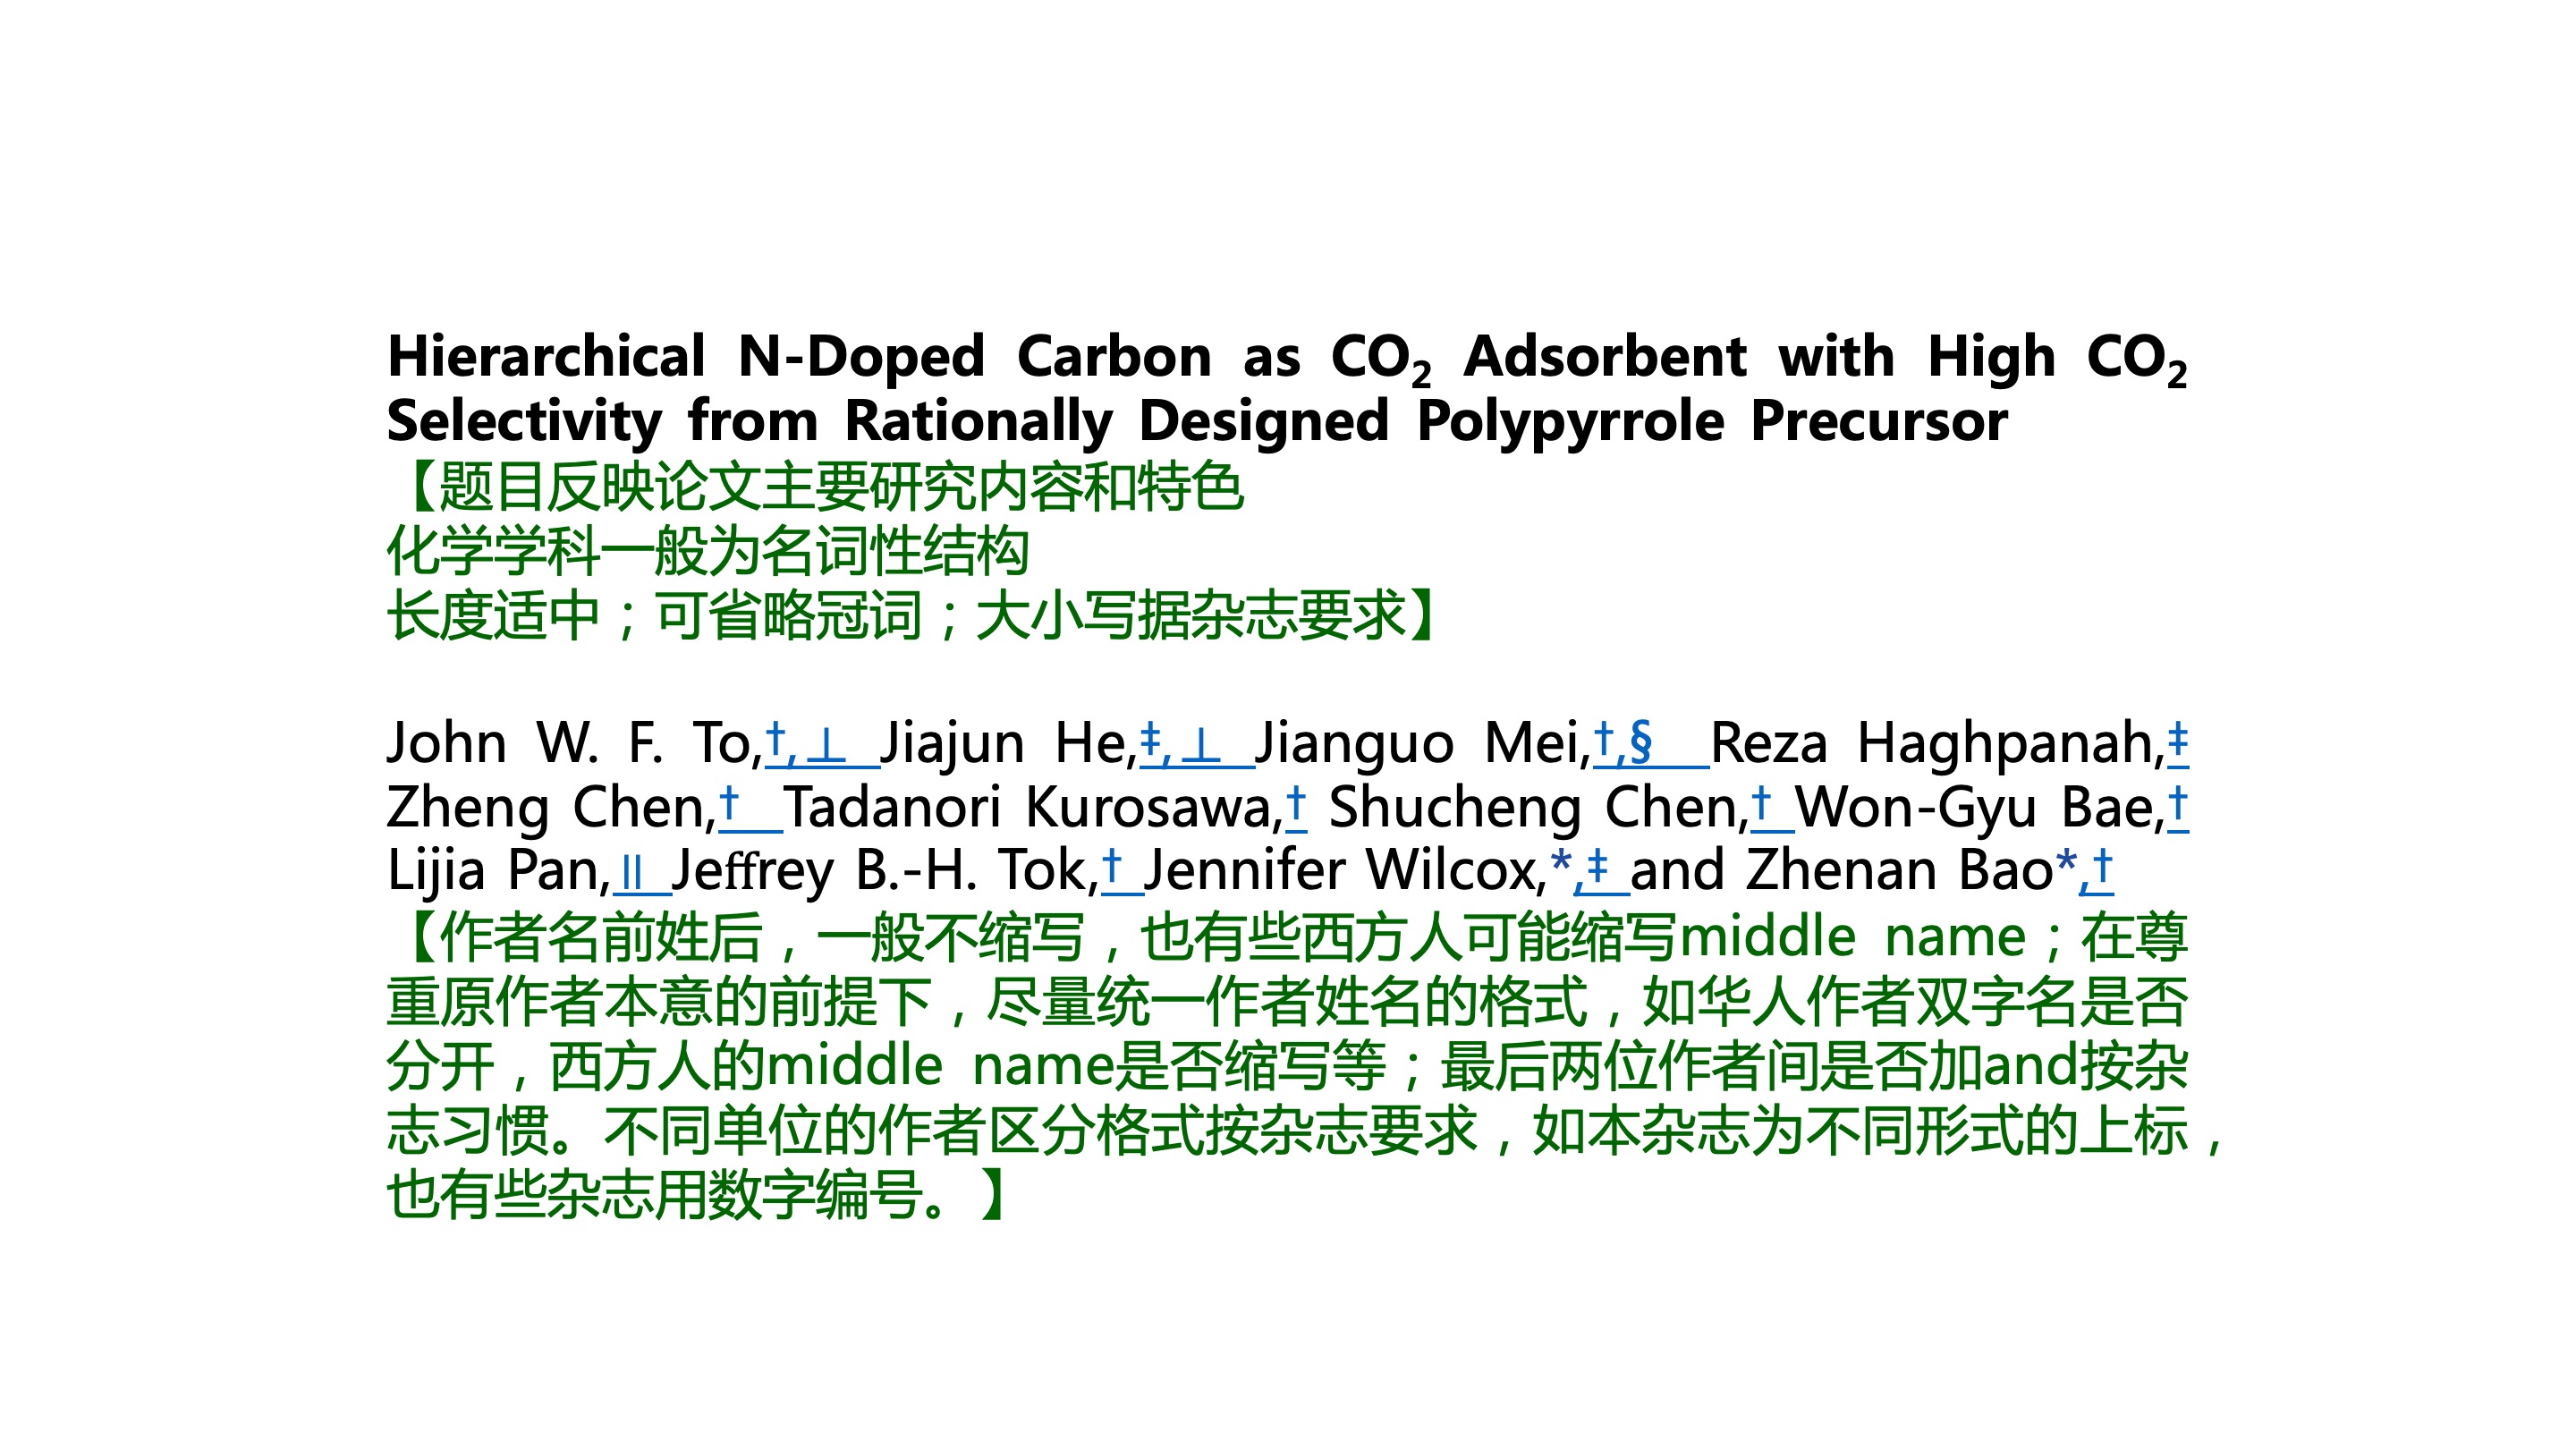 Hierarchical N-Doped Carbon as CO₂ Adsorbent with High CO₂
Selectivity from Rationally Designed Polypyrrole Precursor
【题目反映论文主要研究内容和特色
化学学科一般为名词性结构
长度适中；可省略冠词；大小写据杂志要求】
John W. F. To,†,⊥ Jiajun He,‡,⊥ Jianguo Mei,†,§ Reza Haghpanah,‡
Zheng Chen,† Tadanori Kurosawa,† Shucheng Chen,† Won-Gyu Bae,†
Lijia Pan,∥ Jeffrey B.-H. Tok,† Jennifer Wilcox,*,‡ and Zhenan Bao*,†
【作者名前姓后，一般不缩写，也有些西方人可能缩写middle name；在尊
重原作者本意的前提下，尽量统一作者姓名的格式，如华人作者双字名是否
分开，西方人的middle name是否缩写等；最后两位作者间是否加and按杂
志习惯。不同单位的作者区分格式按杂志要求，如本杂志为不同形式的上标，
也有些杂志用数字编号。】